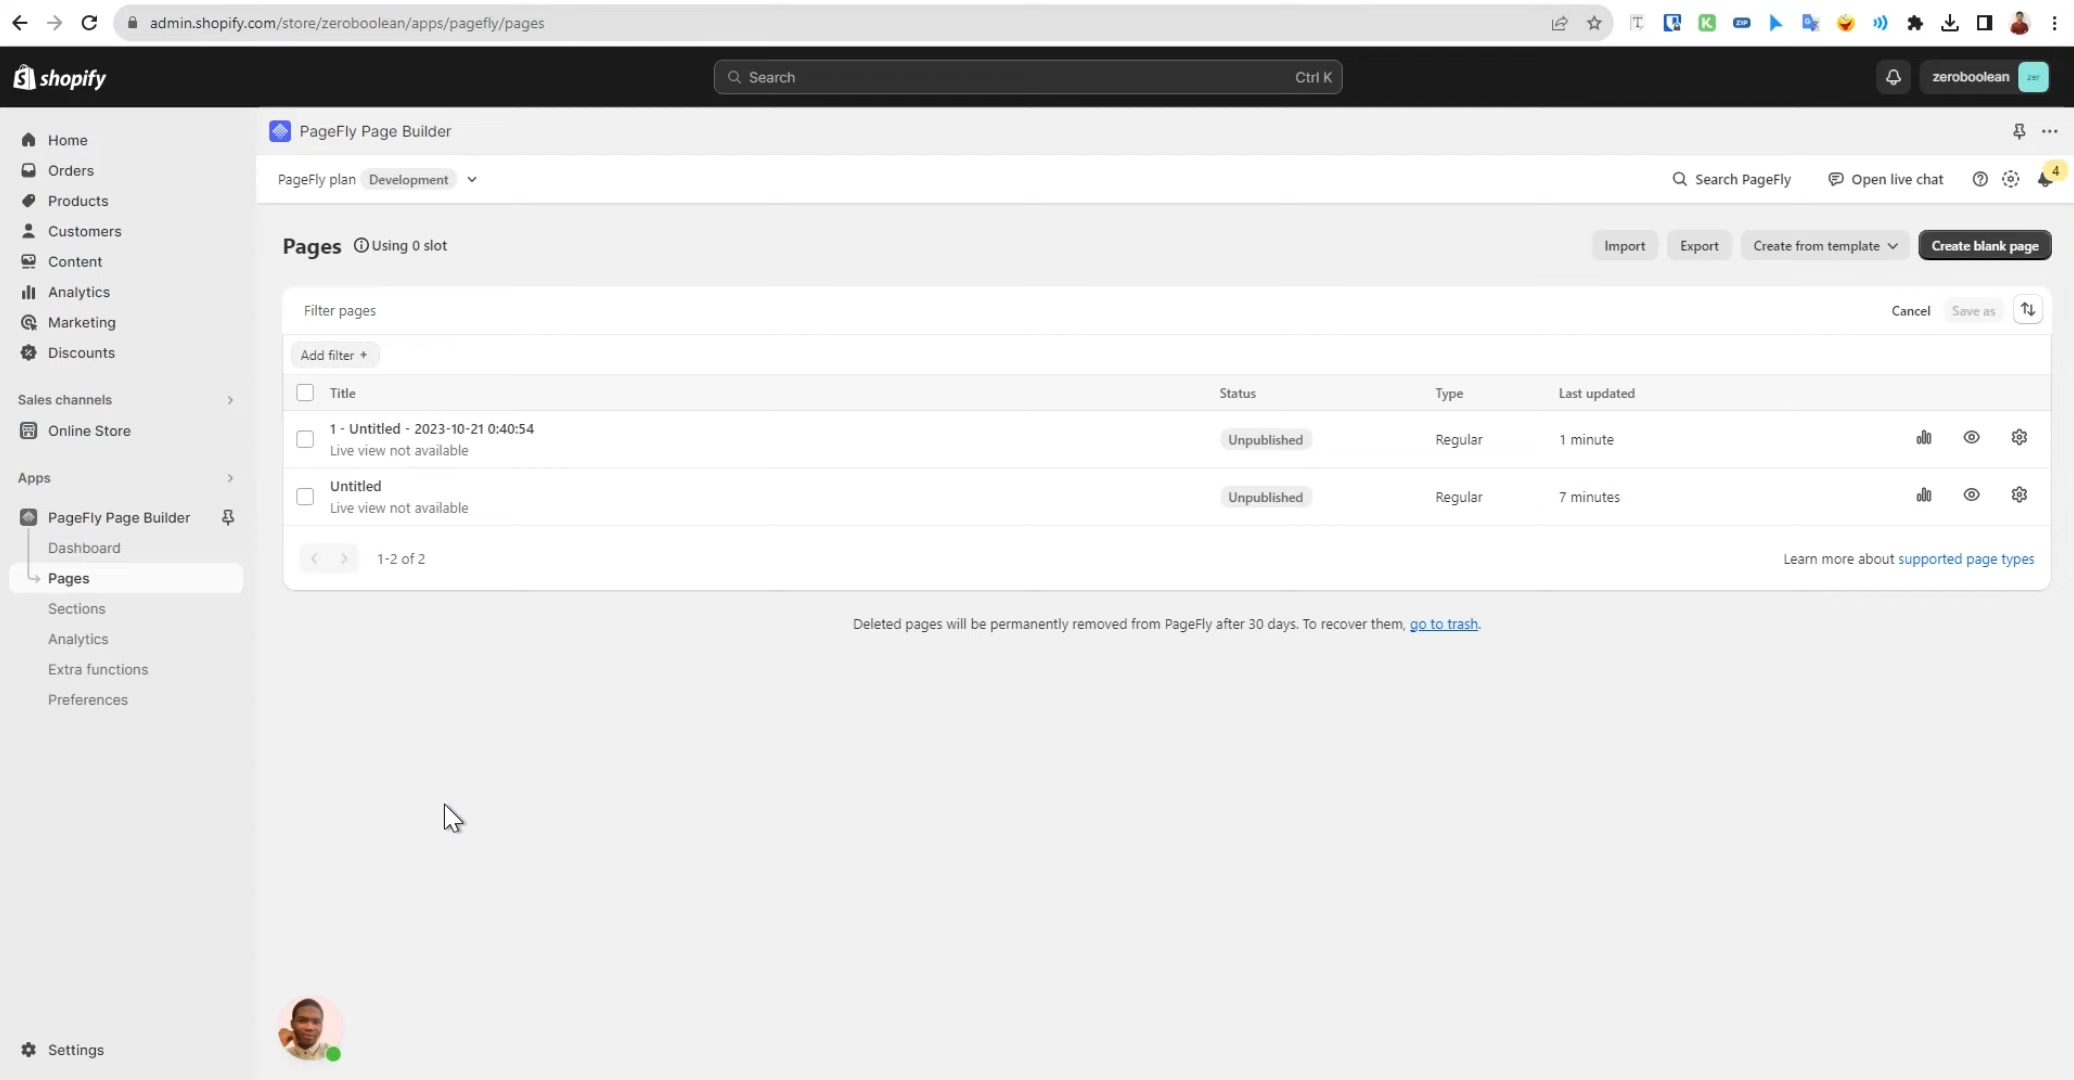 admin.shopify.com/store/zeroboolean/apps/pagefly/pages
shopify
Search
Ctrl K
zeroboolean
zer
Home
Orders
Products
Customers
Content
Analytics
Marketing
Discounts
Sales channels
Online Store
Apps
PageFly Page Builder
Dashboard
Pages
Sections
Analytics
Extra functions
Preferences
Settings
PageFly Page Builder
PageFly plan Development
Search PageFly
Open live chat
4
Pages Using 0 slot
Import
Export
Create from template
Create blank page
Filter pages
Cancel
Save as
Add filter +
Title Status Type Last updated
1 - Untitled - 2023-10-21 0:40:54
Live view not available
Unpublished Regular 1 minute
Untitled
Live view not available
Unpublished Regular 7 minutes
1-2 of 2
Learn more about supported page types
Deleted pages will be permanently removed from PageFly after 30 days. To recover them, go to trash.